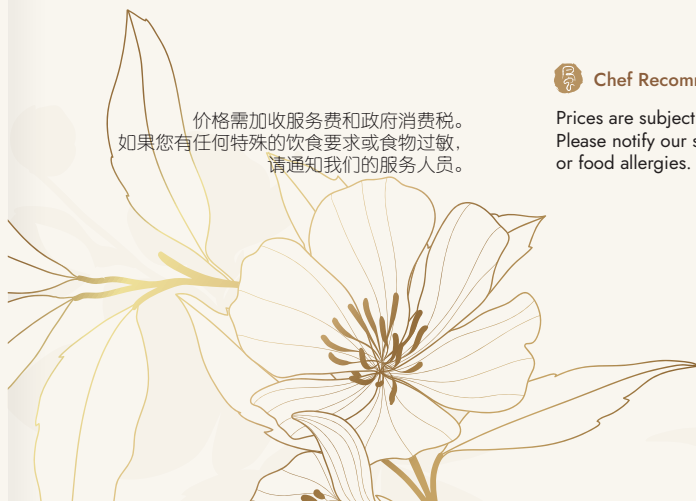 价格需加收服务费和政府消费税。
如果您有任何特殊的饮食要求或食物过敏，
请通知我们的服务人员。
Chef Recom
Prices are subject
Please notify our
or food allergies.